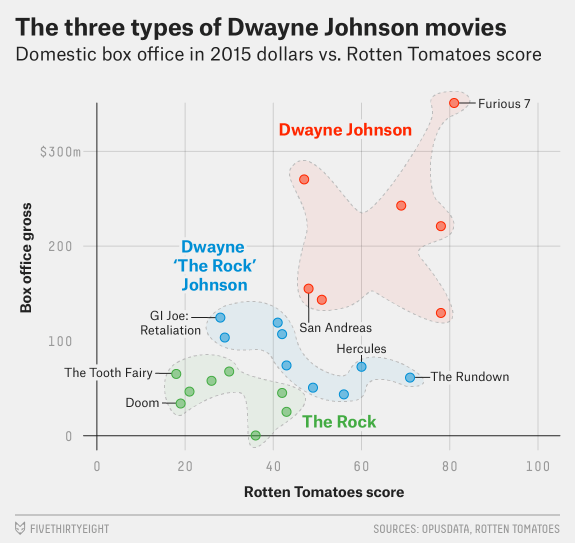 The three types of Dwayne Johnson movies
Domestic box office in 2015 dollars vs. Rotten Tomatoes score
Furious 7
Dwayne Johnson
$300m
Dwayne
‘The Rock’
Johnson
200
Box office gross
GI Joe:
Retaliation
San Andreas
100
Hercules
The Tooth Fairy
The Rundown
Doom
The Rock
0
0 20 40 60 80 100
Rotten Tomatoes score
FIVETHIRTYEIGHT
SOURCES: OPUSDATA, ROTTEN TOMATOES